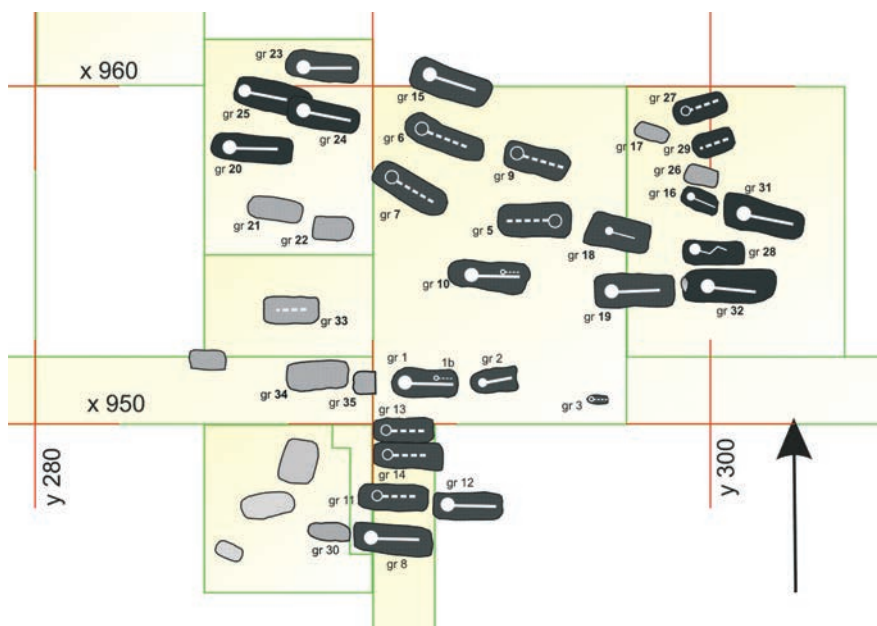 gr 23
x 960
gr 15
gr 27
gr 25
gr 24
gr 6
gr 17
gr 29
gr 20
gr 9
gr 26
gr 16
gr 31
gr 7
gr 21
gr 22
gr 5
gr 18
gr 28
gr 10
gr 19
gr 32
gr 33
gr 1
1b
gr 2
gr 34
gr 35
x 950
gr 3
gr 13
y 280
y 300
gr 14
gr 11
gr 12
gr 30
gr 8